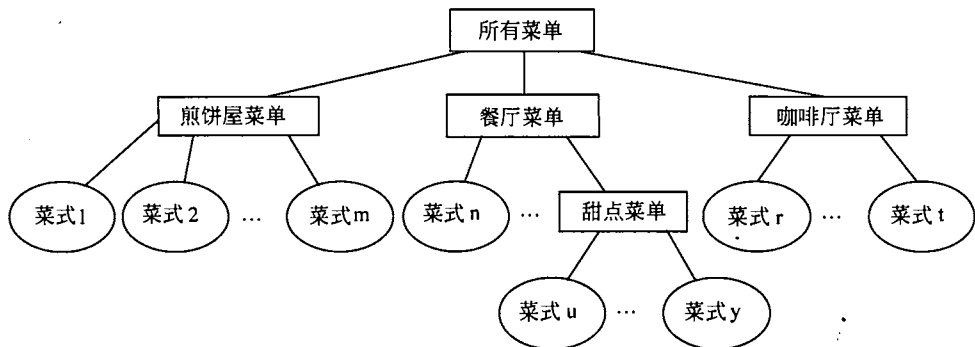 所有菜单
煎饼屋菜单 餐厅菜单 咖啡厅菜单
菜式1 菜式2 … 菜式m 菜式n … 甜点菜单 菜式r … 菜式t
菜式u … 菜式y